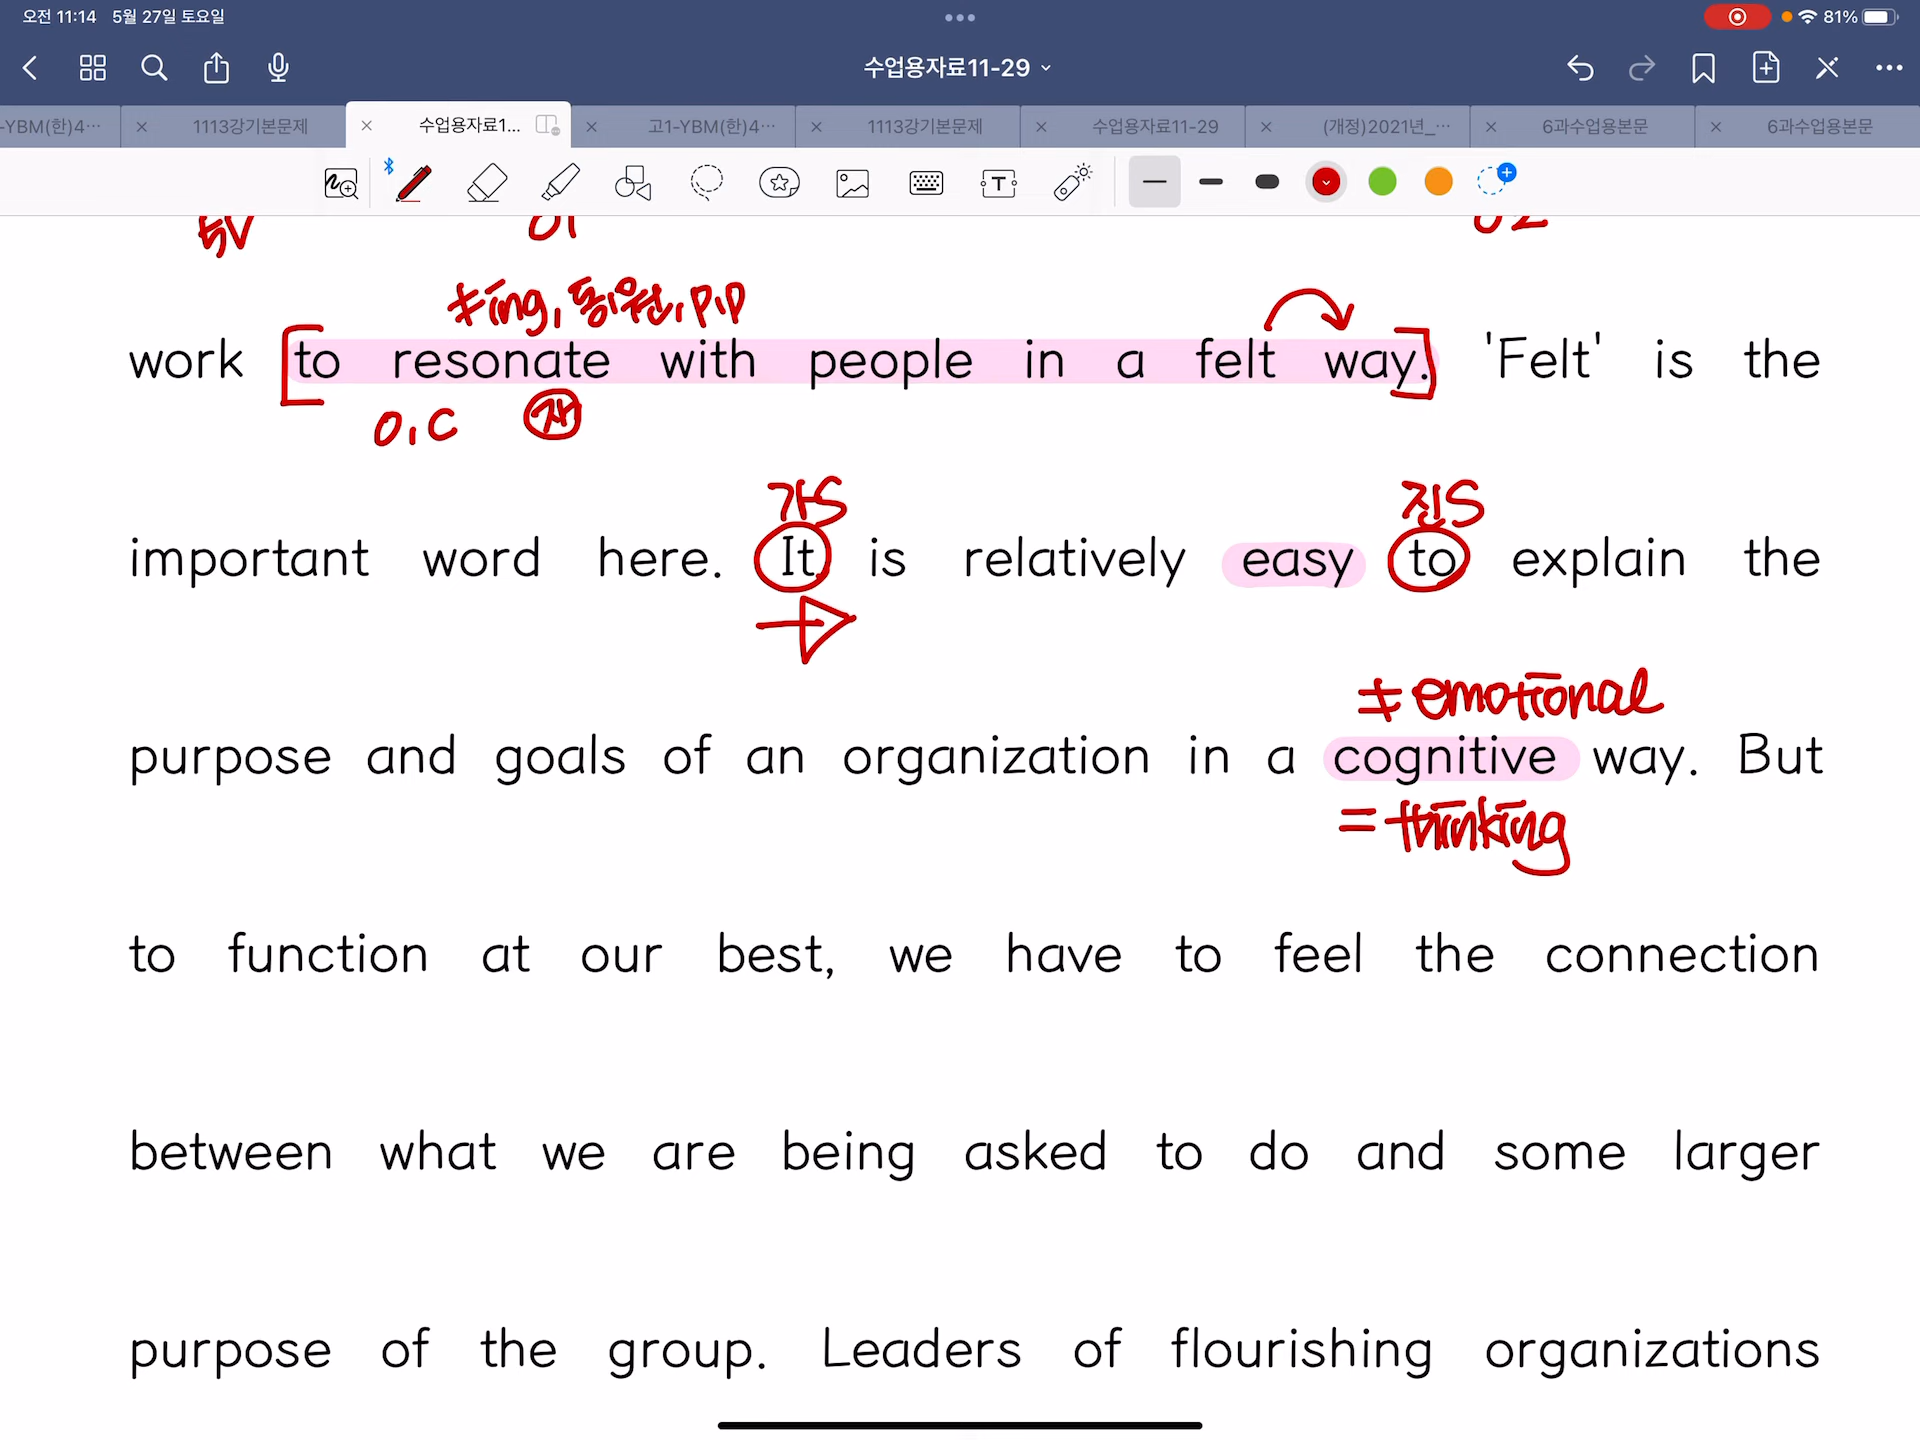 오전 11:14 5월 27일 토요일
81%
수업용자료11-29
-YBM(한)4… 1113강기본문제 수업용자료1... 고1-YBM(한)4… 1113강기본문제 수업용자료11-29 (개정)2021년_… 6과수업용본문 6과수업용본문
5V O1 O2
≠ing, 동원, p.p
work [to resonate with people in a felt way.] 'Felt' is the
O.C 자
가S 진S
important word here. It is relatively easy to explain the
≠ emotional
purpose and goals of an organization in a cognitive way. But
= thinking
to function at our best, we have to feel the connection
between what we are being asked to do and some larger
purpose of the group. Leaders of flourishing organizations